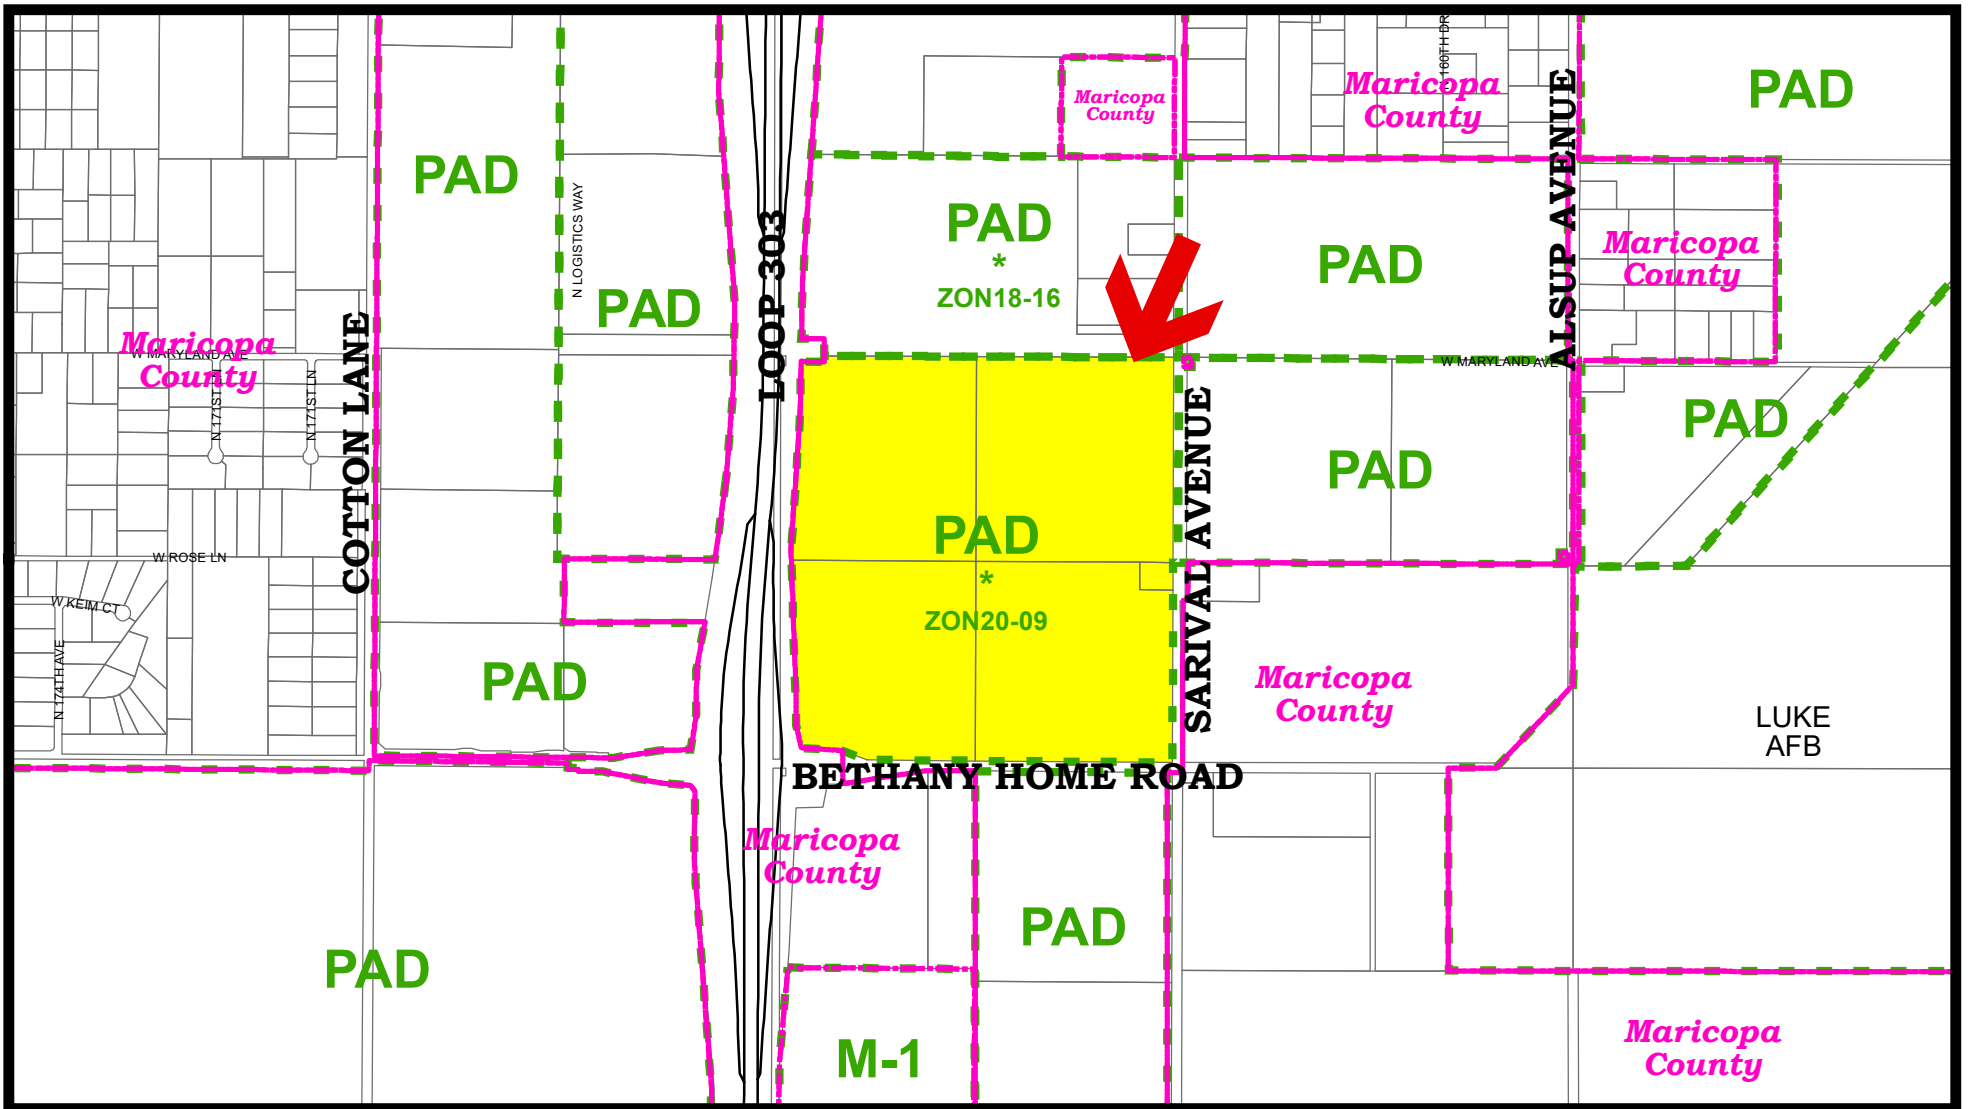 N 160TH DR
Maricopa
County
PAD
Maricopa
County
PAD
ALSUP AVENUE
N LOGISTICS WAY
PAD
*
ZON18-16
LOOP 303
PAD
Maricopa
County
PAD
Maricopa
County
W MARYLAND AVE
COTTON LANE
N 171ST LN
N 171ST LN
W MARYLAND AVE
SARIVAL AVENUE
PAD
PAD
PAD
*
ZON20-09
W ROSE LN
W KEIM CT
N 174TH AVE
PAD
Maricopa
County
LUKE
AFB
BETHANY HOME ROAD
Maricopa
County
PAD
PAD
M-1
Maricopa
County